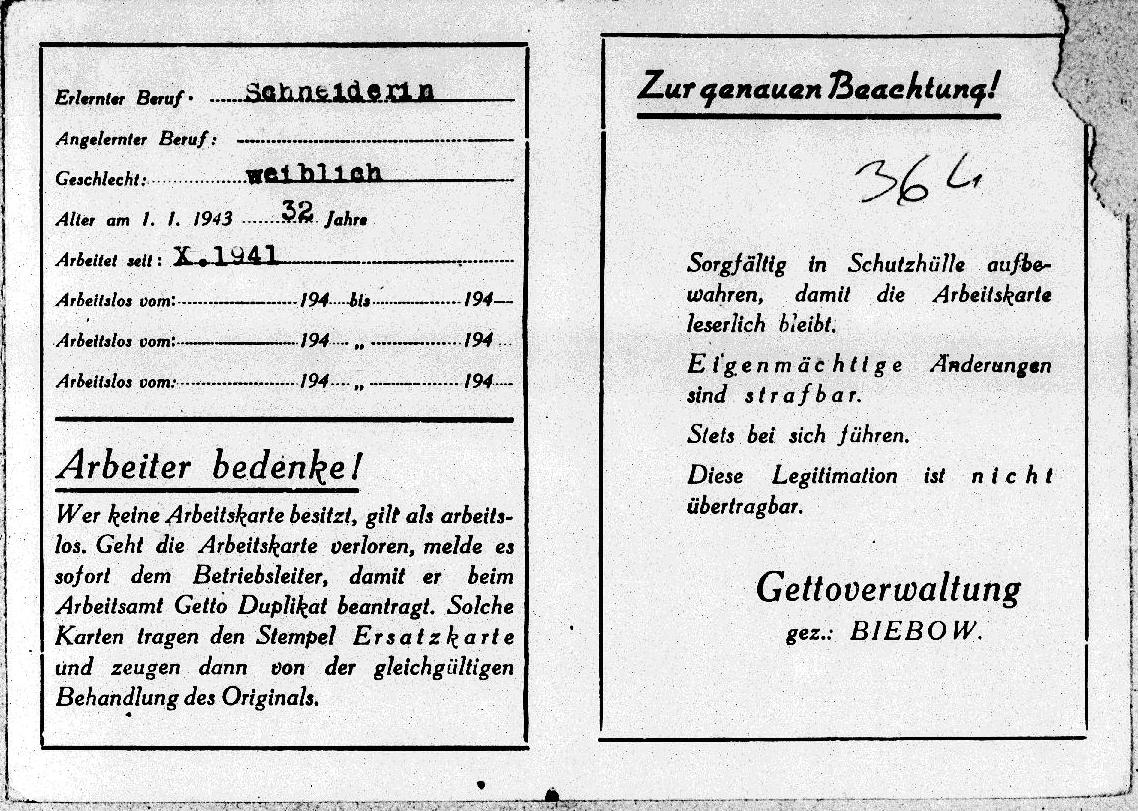 Erlernter Beruf: Schneiderin
Angelernter Beruf:
Geschlecht: weiblich
Alter am 1. 1. 1943 32 Jahre
Arbeitet seit: X.1941
Arbeitslos vom: 194 bis 194
Arbeitslos vom: 194 „ 194
Arbeitslos vom: 194 „ 194
Arbeiter bedenke!
Wer keine Arbeitskarte besitzt, gilt als arbeits-
los. Geht die Arbeitskarte verloren, melde es
sofort dem Betriebsleiter, damit er beim
Arbeitsamt Getto Duplikat beantragt. Solche
Karten tragen den Stempel Ersatzkarte
und zeugen dann von der gleichgültigen
Behandlung des Originals.
Zur genauen Beachtung!
364
Sorgfältig in Schutzhülle aufbe-
wahren, damit die Arbeitskarte
leserlich bleibt.
Eigenmächtige Änderungen
sind strafbar.
Stets bei sich führen.
Diese Legitimation ist nicht
übertragbar.
Gettoverwaltung
gez.: BIEBOW.